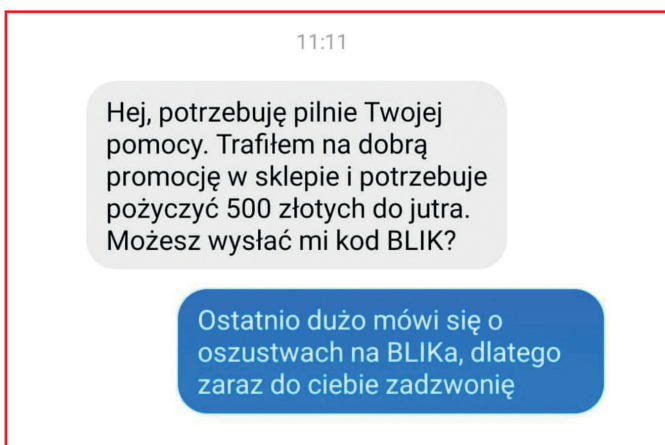 11:11
Hej, potrzebuję pilnie Twojej
pomocy. Trafiłem na dobrą
promocję w sklepie i potrzebuje
pożyczyć 500 złotych do jutra.
Możesz wysłać mi kod BLIK?
Ostatnio dużo mówi się o
oszustwach na BLIKa, dlatego
zaraz do ciebie zadzwonię